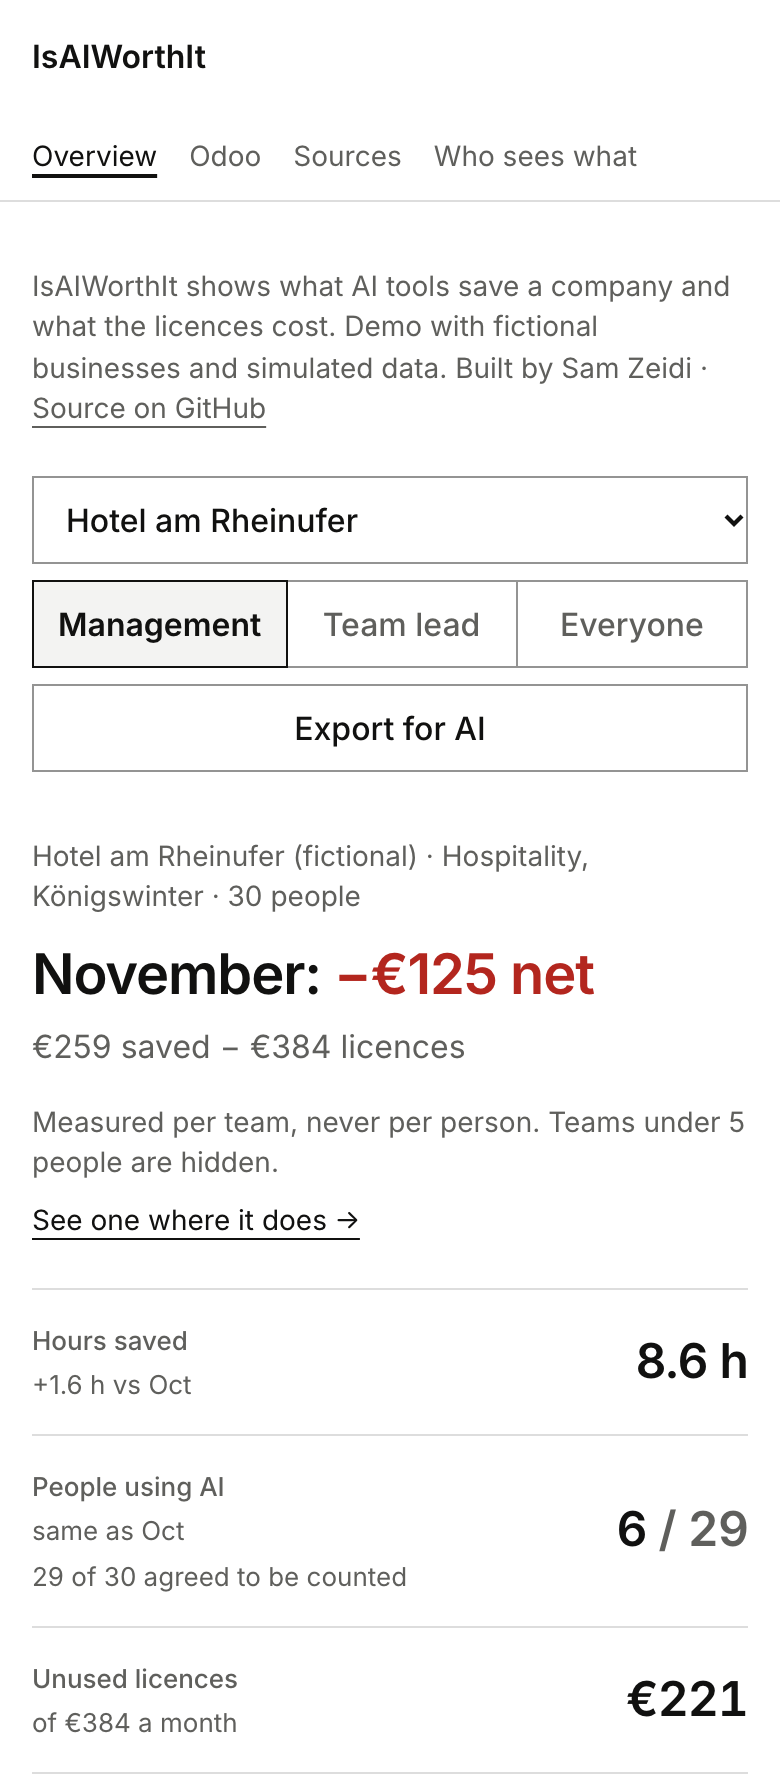 IsAIWorthIt
Overview Odoo Sources Who sees what
IsAIWorthIt shows what AI tools save a company and
what the licences cost. Demo with fictional
businesses and simulated data. Built by Sam Zeidi ·
Source on GitHub
Hotel am Rheinufer
Management Team lead Everyone
Export for AI
Hotel am Rheinufer (fictional) · Hospitality,
Königswinter · 30 people
November: −€125 net
€259 saved − €384 licences
Measured per team, never per person. Teams under 5
people are hidden.
See one where it does →
Hours saved
+1.6 h vs Oct
8.6 h
People using AI
same as Oct
29 of 30 agreed to be counted
6 / 29
Unused licences
of €384 a month
€221